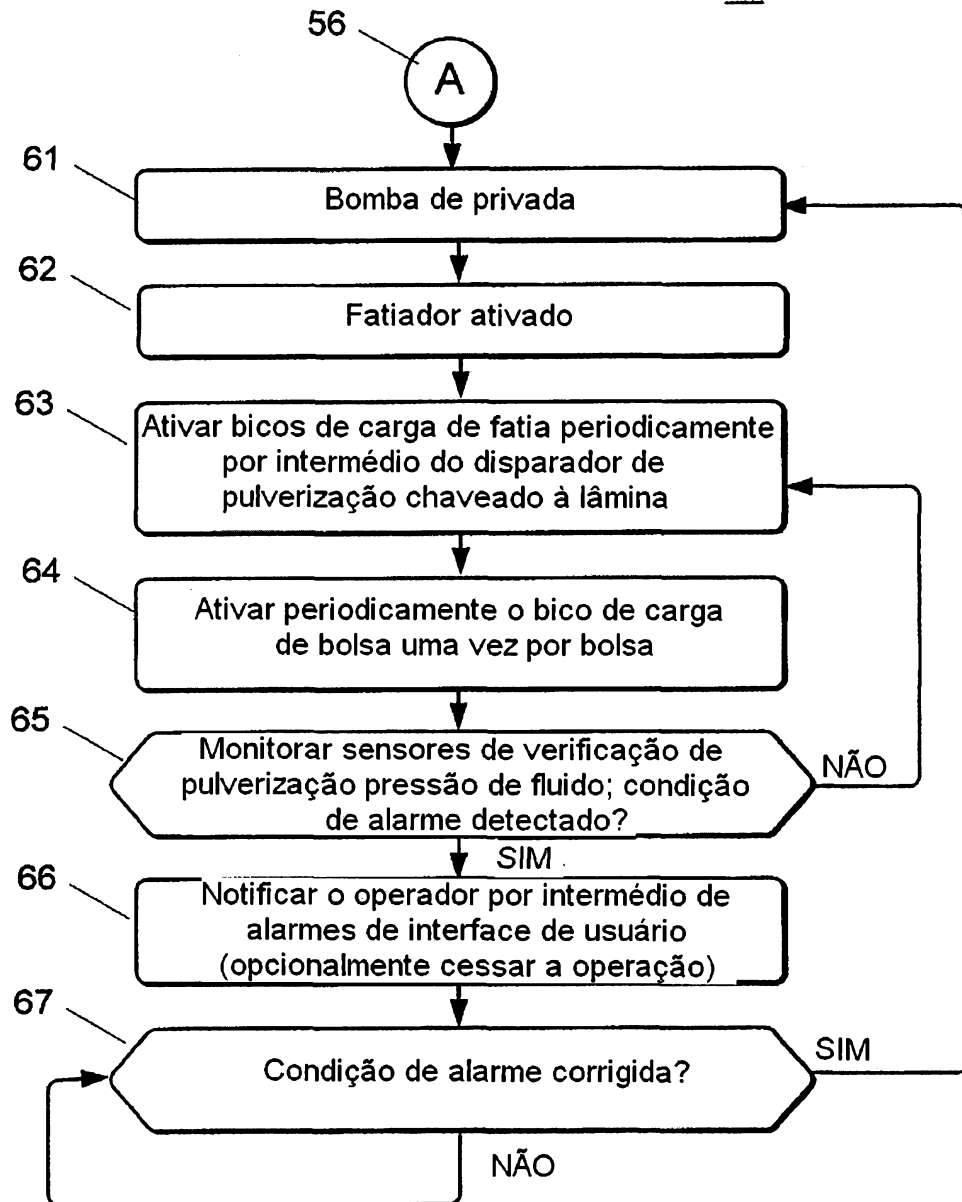 56
A
61
Bomba de privada
62
Fatiador ativado
63
Ativar bicos de carga de fatia periodicamente
por intermédio do disparador de
pulverização chaveado à lâmina
64
Ativar periodicamente o bico de carga
de bolsa uma vez por bolsa
65
Monitorar sensores de verificação de
pulverização pressão de fluido; condição
de alarme detectado?
NÃO
SIM
66
Notificar o operador por intermédio de
alarmes de interface de usuário
(opcionalmente cessar a operação)
67
Condição de alarme corrigida?
SIM
NÃO